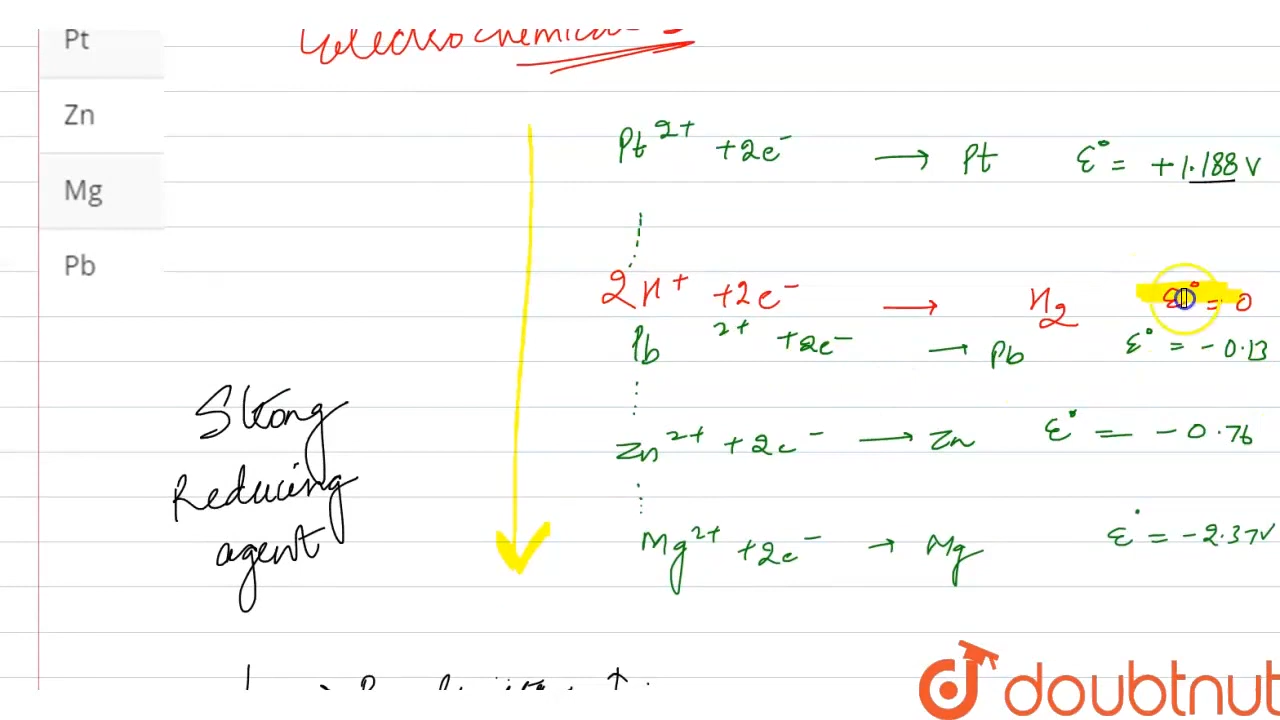 Pt
Zn
Mg
Pb
Pt²⁺ +2e⁻ → Pt ε° = +1.188 V
2H⁺ +2e⁻ → H₂ ε° = 0
Pb²⁺ +2e⁻ → Pb ε° = -0.13
Zn²⁺ +2e⁻ → Zn ε° = -0.76
Mg²⁺ +2e⁻ → Mg ε° = -2.37V
Strong
Reducing
agent
doubtnut